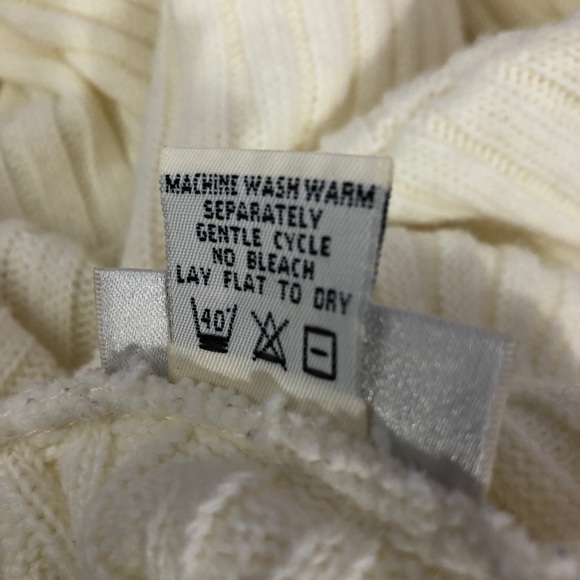 MACHINE WASH WARM
SEPARATELY
GENTLE CYCLE
NO BLEACH
LAY FLAT TO DRY
40°